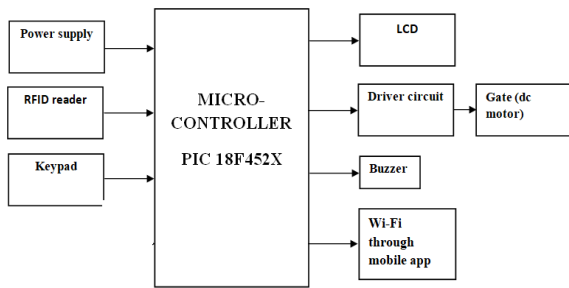 Power supply
RFID reader
Keypad
MICRO-
CONTROLLER
PIC 18F452X
LCD
Driver circuit
Gate (dc
motor)
Buzzer
Wi-Fi
through
mobile app